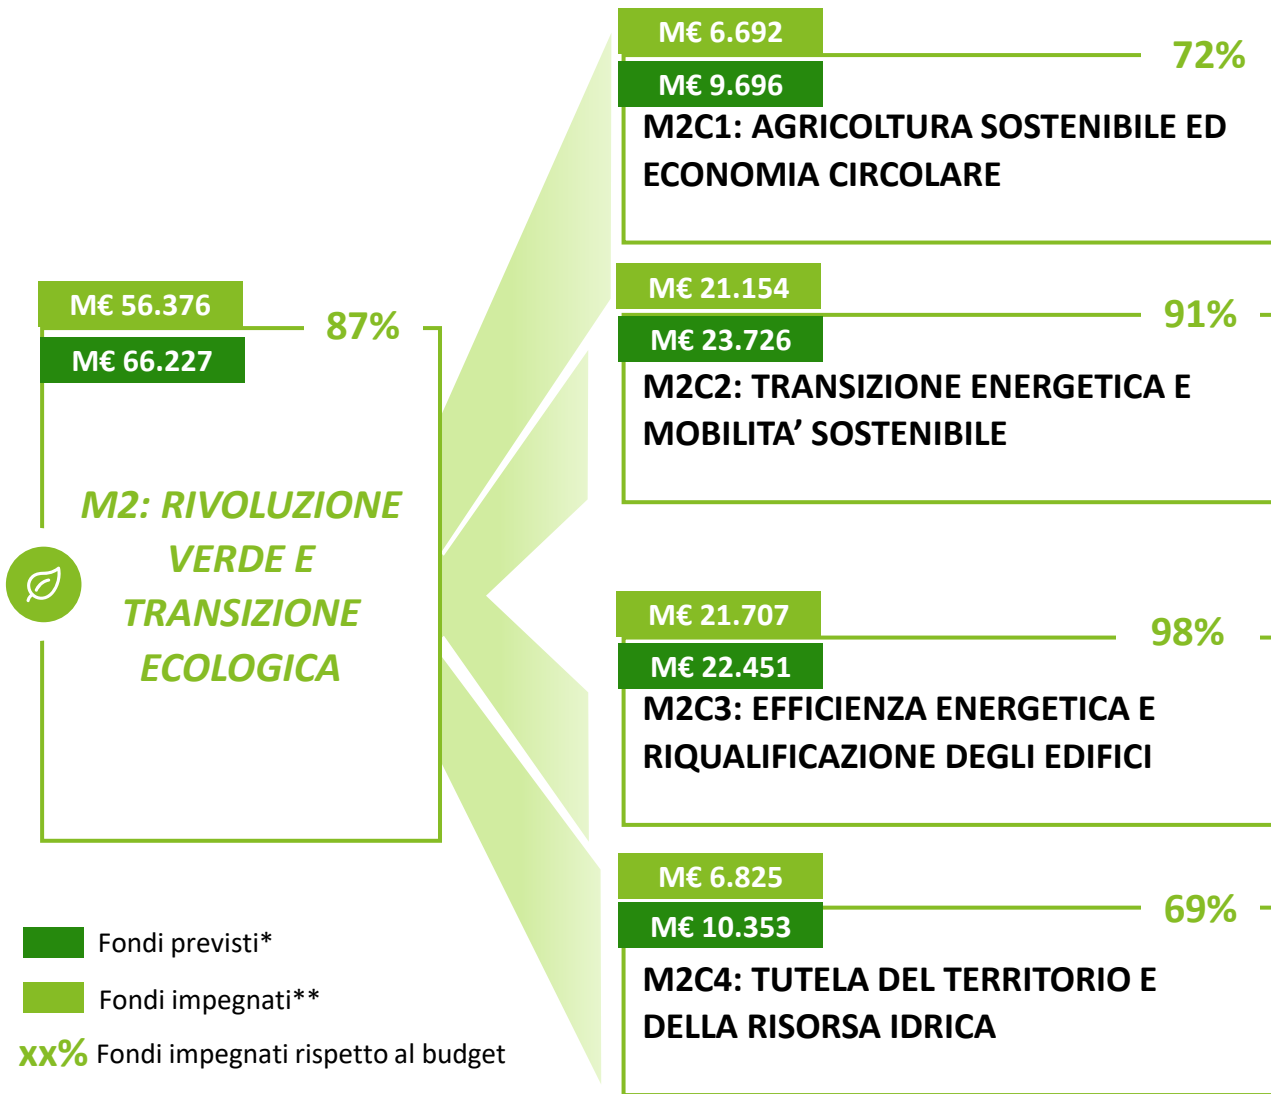 M€ 56.376
87%
M€ 66.227
M2: RIVOLUZIONE
VERDE E
TRANSIZIONE
ECOLOGICA
M€ 6.692
72%
M€ 9.696
M2C1: AGRICOLTURA SOSTENIBILE ED
ECONOMIA CIRCOLARE
M€ 21.154
91%
M€ 23.726
M2C2: TRANSIZIONE ENERGETICA E
MOBILITA’ SOSTENIBILE
M€ 21.707
98%
M€ 22.451
M2C3: EFFICIENZA ENERGETICA E
RIQUALIFICAZIONE DEGLI EDIFICI
M€ 6.825
69%
M€ 10.353
M2C4: TUTELA DEL TERRITORIO E
DELLA RISORSA IDRICA
Fondi previsti*
Fondi impegnati**
xx% Fondi impegnati rispetto al budget